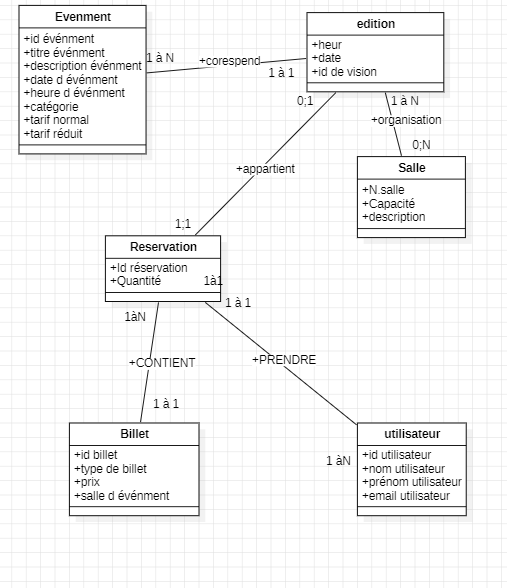 Evenment
+id événment
+titre événment
+description événment
+date d événment
+heure d événment
+catégorie
+tarif normal
+tarif réduit
1 à N
+corespend
1 à 1
edition
+heur
+date
+id de vision
0;1
1 à N
+organisation
0;N
Salle
+N.salle
+Capacité
+description
+appartient
1;1
Reservation
+Id réservation
+Quantité
1à1
1àN
1 à 1
+CONTIENT
+PRENDRE
1 à 1
Billet
+id billet
+type de billet
+prix
+salle d événment
1 àN
utilisateur
+id utilisateur
+nom utilisateur
+prénom utilisateur
+email utilisateur